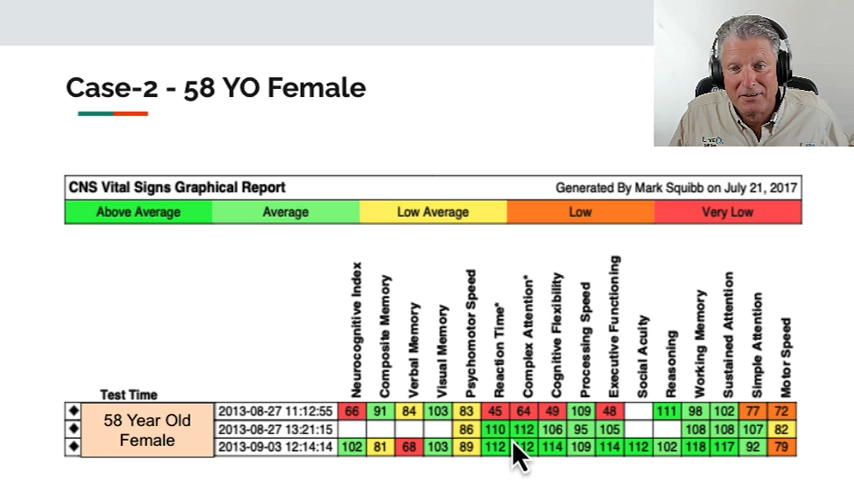 Case-2 - 58 YO Female
CNS Vital Signs Graphical Report Generated By Mark Squibb on July 21, 2017
Above Average Average Low Average Low Very Low
Neurocognitive Index
Composite Memory
Verbal Memory
Visual Memory
Psychomotor Speed
Reaction Time*
Complex Attention*
Cognitive Flexibility
Processing Speed
Executive Functioning
Social Acuity
Reasoning
Working Memory
Sustained Attention
Simple Attention
Motor Speed
Test Time
58 Year Old
Female
2013-08-27 11:12:55 66 91 84 103 83 45 64 49 109 48 111 98 102 77 72
2013-08-27 13:21:15 86 110 112 106 95 105 108 108 107 82
2013-09-03 12:14:14 102 81 68 103 89 112 114 109 114 112 102 118 117 92 79